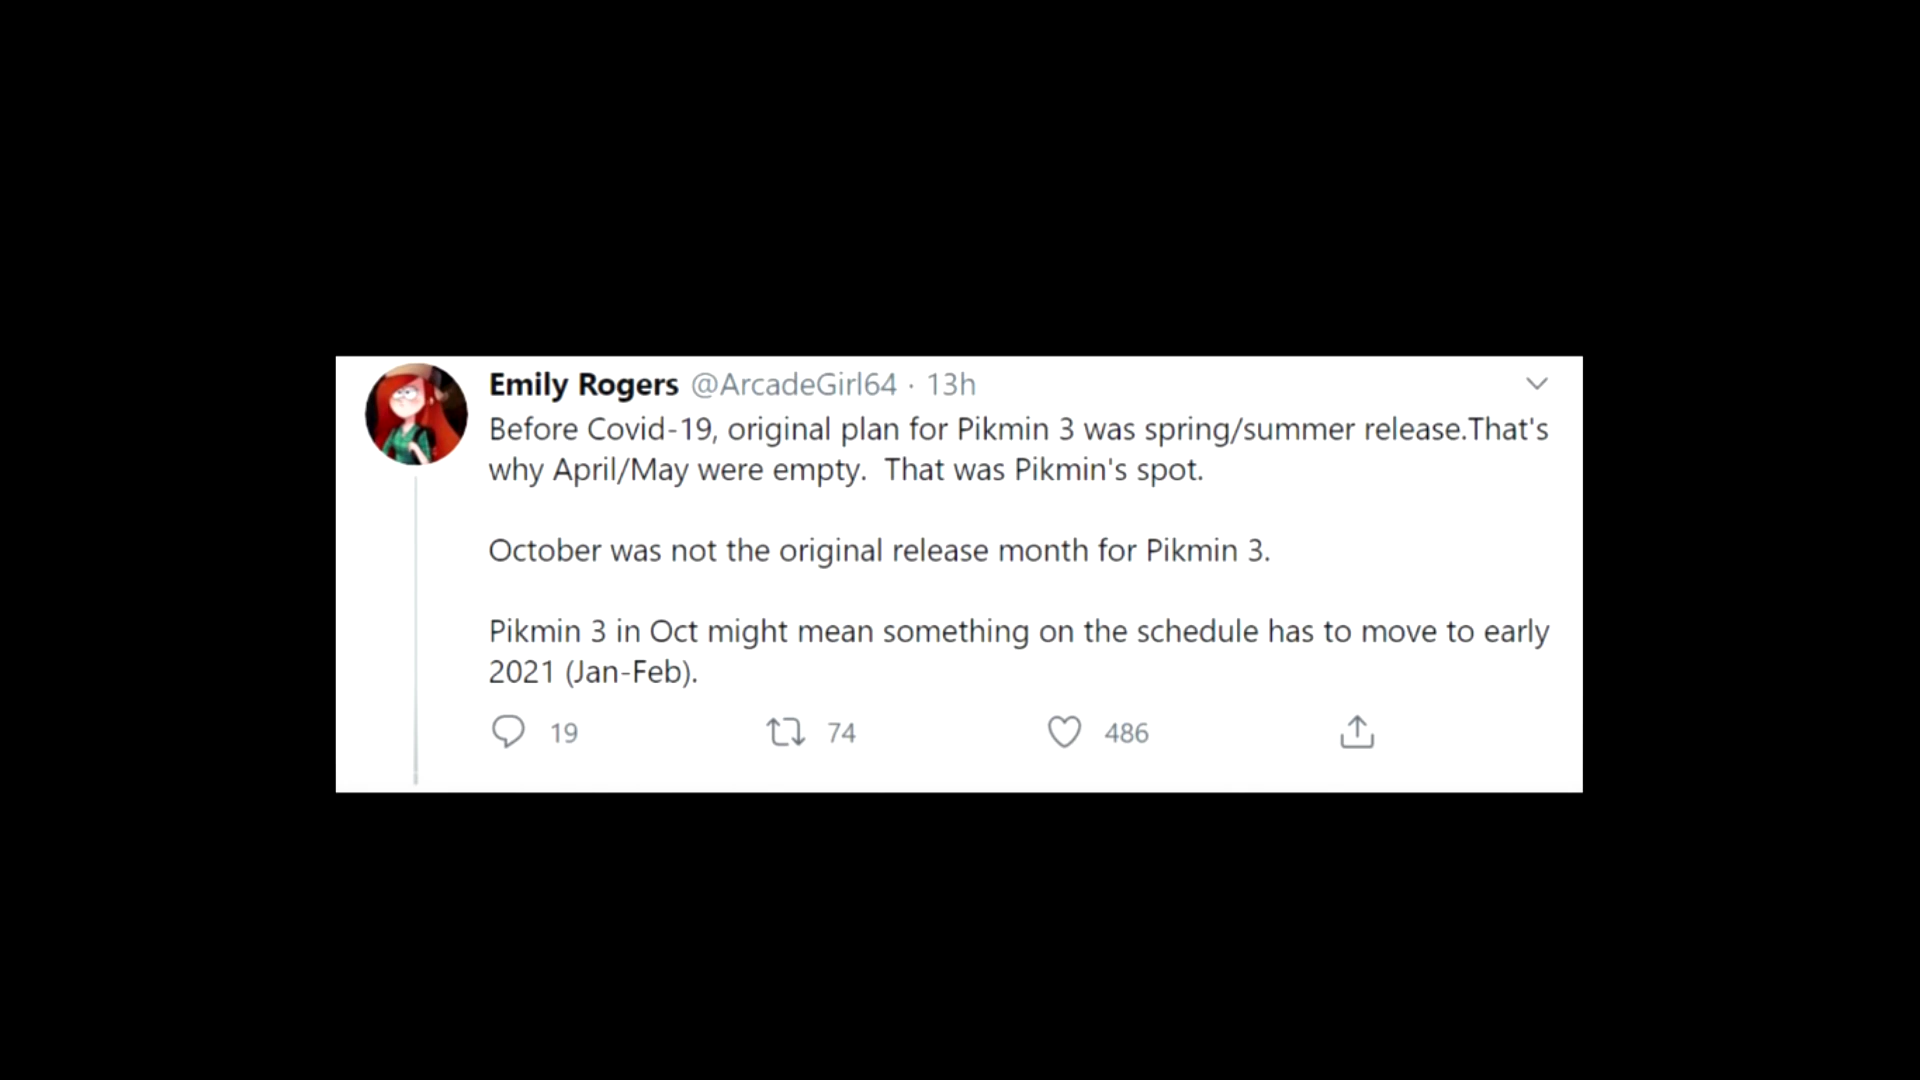 Emily Rogers @ArcadeGirl64 · 13h
Before Covid-19, original plan for Pikmin 3 was spring/summer release.That's
why April/May were empty.  That was Pikmin's spot.
October was not the original release month for Pikmin 3.
Pikmin 3 in Oct might mean something on the schedule has to move to early
2021 (Jan-Feb).
19 74 486